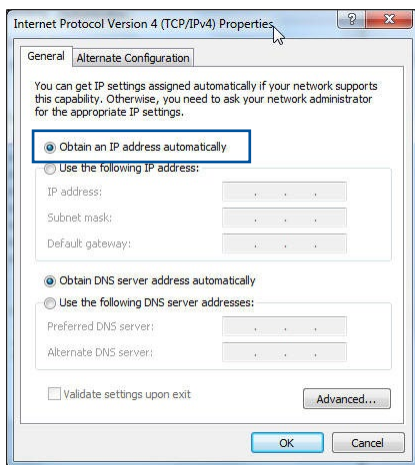 Internet Protocol Version 4 (TCP/IPv4) Properties
General
Alternate Configuration
You can get IP settings assigned automatically if your network supports
this capability. Otherwise, you need to ask your network administrator
for the appropriate IP settings.
Obtain an IP address automatically
Use the following IP address:
IP address:
Subnet mask:
Default gateway:
Obtain DNS server address automatically
Use the following DNS server addresses:
Preferred DNS server:
Alternate DNS server:
Validate settings upon exit
Advanced...
OK
Cancel